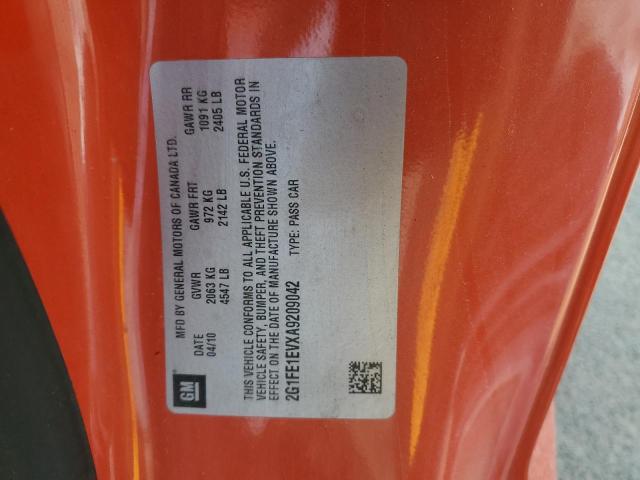 GM
MFD BY GENERAL MOTORS OF CANADA LTD.
DATE GVWR GAWR FRT GAWR RR
04/10 2063 KG 972 KG 1091 KG
4547 LB 2142 LB 2405 LB
THIS VEHICLE CONFORMS TO ALL APPLICABLE U.S. FEDERAL MOTOR
VEHICLE SAFETY, BUMPER, AND THEFT PREVENTION STANDARDS IN
EFFECT ON THE DATE OF MANUFACTURE SHOWN ABOVE.
2G1FE1EVXA9209042 TYPE: PASS CAR